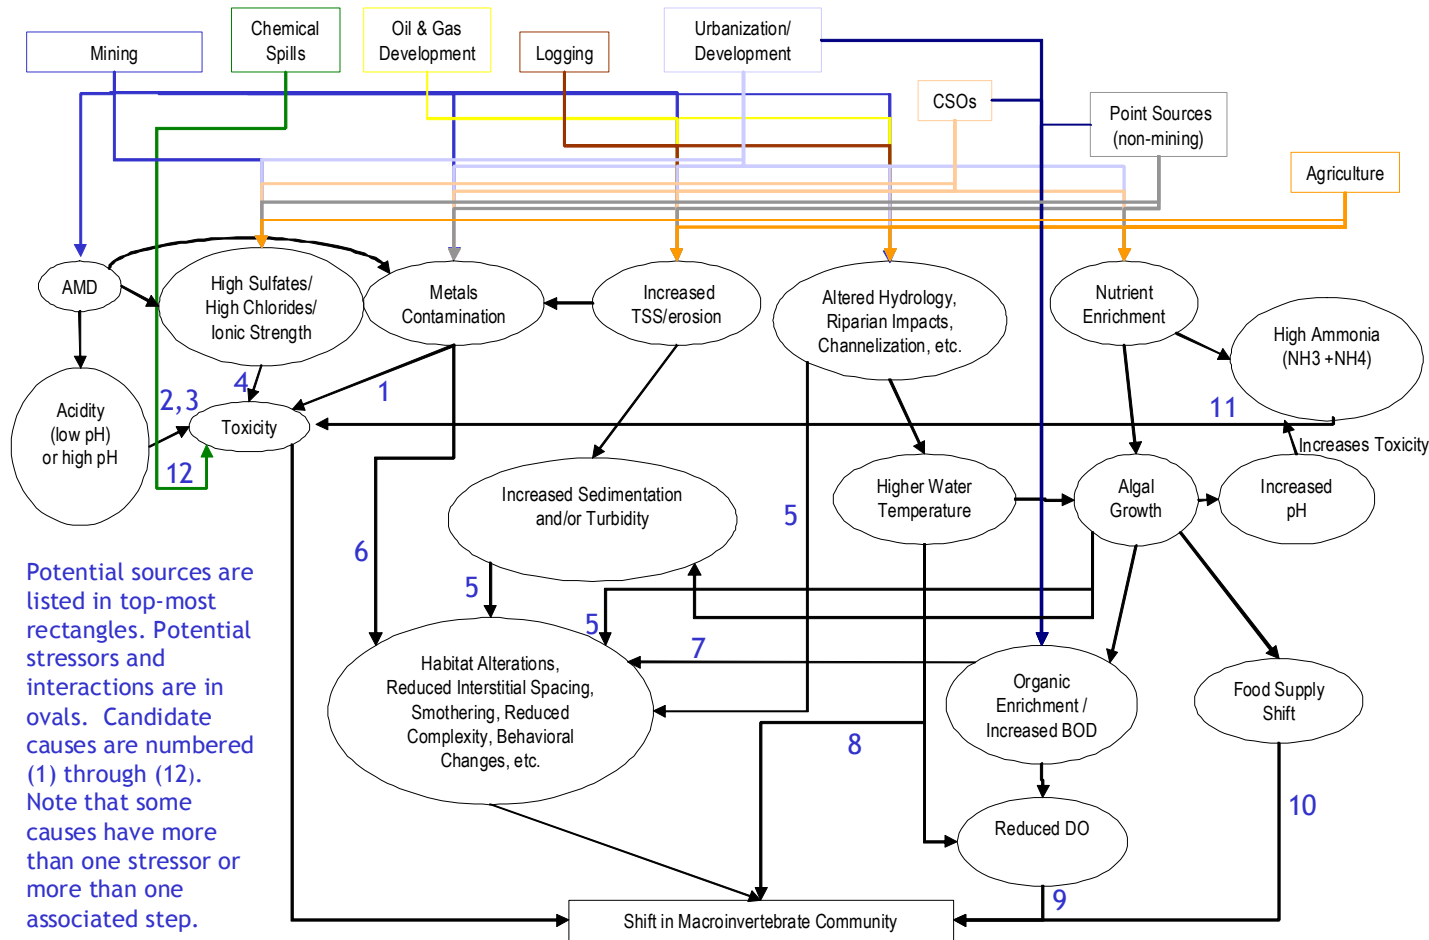 Mining
Chemical
Spills
Oil & Gas
Development
Logging
Urbanization/
Development
CSOs
Point Sources
(non-mining)
Agriculture
AMD
High Sulfates/
High Chlorides/
Ionic Strength
Metals
Contamination
Increased
TSS/erosion
Altered Hydrology,
Riparian Impacts,
Channelization, etc.
Nutrient
Enrichment
High Ammonia
(NH3 +NH4)
4
1
2,3
11
Acidity
(low pH)
or high pH
Toxicity
Increases Toxicity
12
Increased Sedimentation
and/or Turbidity
Higher Water
Temperature
Algal
Growth
Increased
pH
5
6
5
5
7
Potential sources are
listed in top-most
rectangles. Potential
stressors and
interactions are in
ovals. Candidate
causes are numbered
(1) through (12).
Note that some
causes have more
than one stressor or
more than one
associated step.
Habitat Alterations,
Reduced Interstitial Spacing,
Smothering, Reduced
Complexity, Behavioral
Changes, etc.
Organic
Enrichment /
Increased BOD
Food Supply
Shift
8
10
Reduced DO
9
Shift in Macroinvertebrate Community